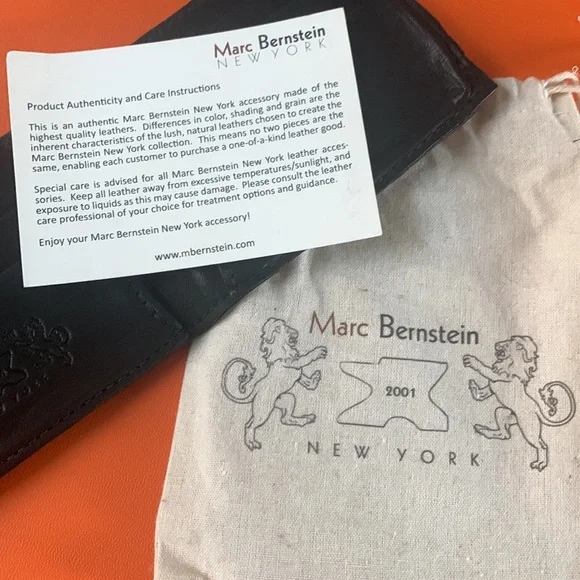 Marc Bernstein
NEW YORK
Product Authenticity and Care Instructions
This is an authentic Marc Bernstein New York accessory made of the
highest quality leathers. Differences in color, shading and grain are the
inherent characteristics of the lush, natural leathers chosen to create the
Marc Bernstein New York collection. This means no two pieces are the
same, enabling each customer to purchase a one-of-a-kind leather good.
Special care is advised for all Marc Bernstein New York leather acces-
sories. Keep all leather away from excessive temperatures/sunlight, and
exposure to liquids as this may cause damage. Please consult the leather
care professional of your choice for treatment options and guidance.
Enjoy your Marc Bernstein New York accessory!
www.mbernstein.com
Marc Bernstein
2001
NEW YORK